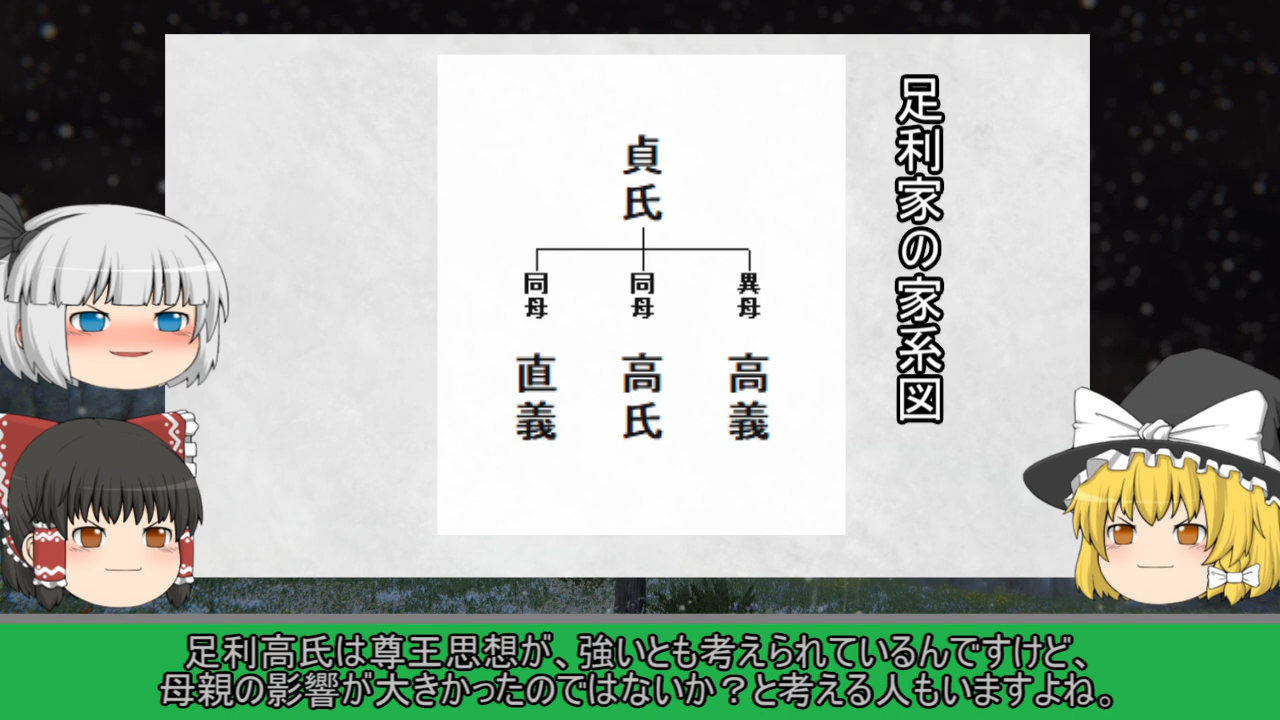 足利家の家系図
貞氏
異母
高義
同母
高氏
同母
直義
足利高氏は尊王思想が、強いとも考えられているんですけど、
母親の影響が大きかったのではないか？と考える人もいますよね。